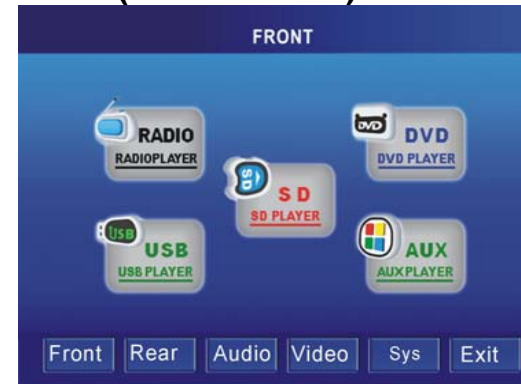 FRONT
RADIO
RADIOPLAYER
DVD
DVD
DVD PLAYER
SD
S D
SD PLAYER
USB
USB
USB PLAYER
AUX
AUXPLAYER
Front Rear Audio Video Sys Exit